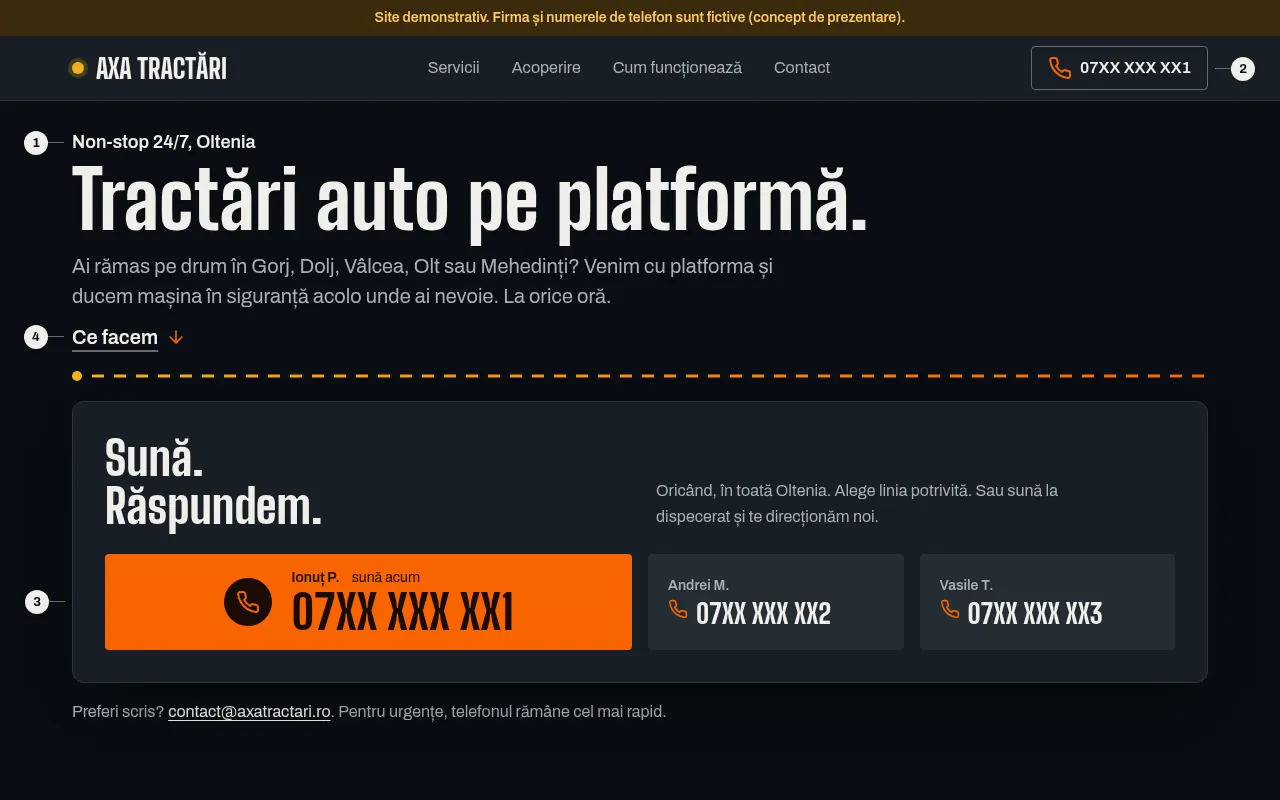 Site demonstrativ. Firma și numerele de telefon sunt fictive (concept de prezentare).
AXA TRACTĂRI
Servicii
Acoperire
Cum funcționează
Contact
07XX XXX XX1
2
1
Non-stop 24/7, Oltenia
Tractări auto pe platformă.
Ai rămas pe drum în Gorj, Dolj, Vâlcea, Olt sau Mehedinți? Venim cu platforma și
ducem mașina în siguranță acolo unde ai nevoie. La orice oră.
4
Ce facem
Sună.
Răspundem.
Oricând, în toată Oltenia. Alege linia potrivită. Sau sună la
dispecerat și te direcționăm noi.
3
Ionuț P. sună acum
07XX XXX XX1
Andrei M.
07XX XXX XX2
Vasile T.
07XX XXX XX3
Preferi scris? contact@axatractari.ro. Pentru urgențe, telefonul rămâne cel mai rapid.